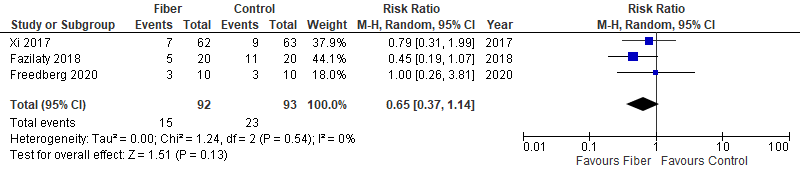 Fiber Control Risk Ratio Risk Ratio
Study or Subgroup Events Total Events Total Weight M-H, Random, 95% CI Year M-H, Random, 95% CI
Xi 2017 7 62 9 63 37.9% 0.79 [0.31, 1.99] 2017
Fazilaty 2018 5 20 11 20 44.1% 0.45 [0.19, 1.07] 2018
Freedberg 2020 3 10 3 10 18.0% 1.00 [0.26, 3.81] 2020
Total (95% CI) 92 93 100.0% 0.65 [0.37, 1.14]
Total events 15 23
Heterogeneity: Tau² = 0.00; Chi² = 1.24, df = 2 (P = 0.54); I² = 0%
Test for overall effect: Z = 1.51 (P = 0.13)
0.01 0.1 1 10 100
Favours Fiber Favours Control